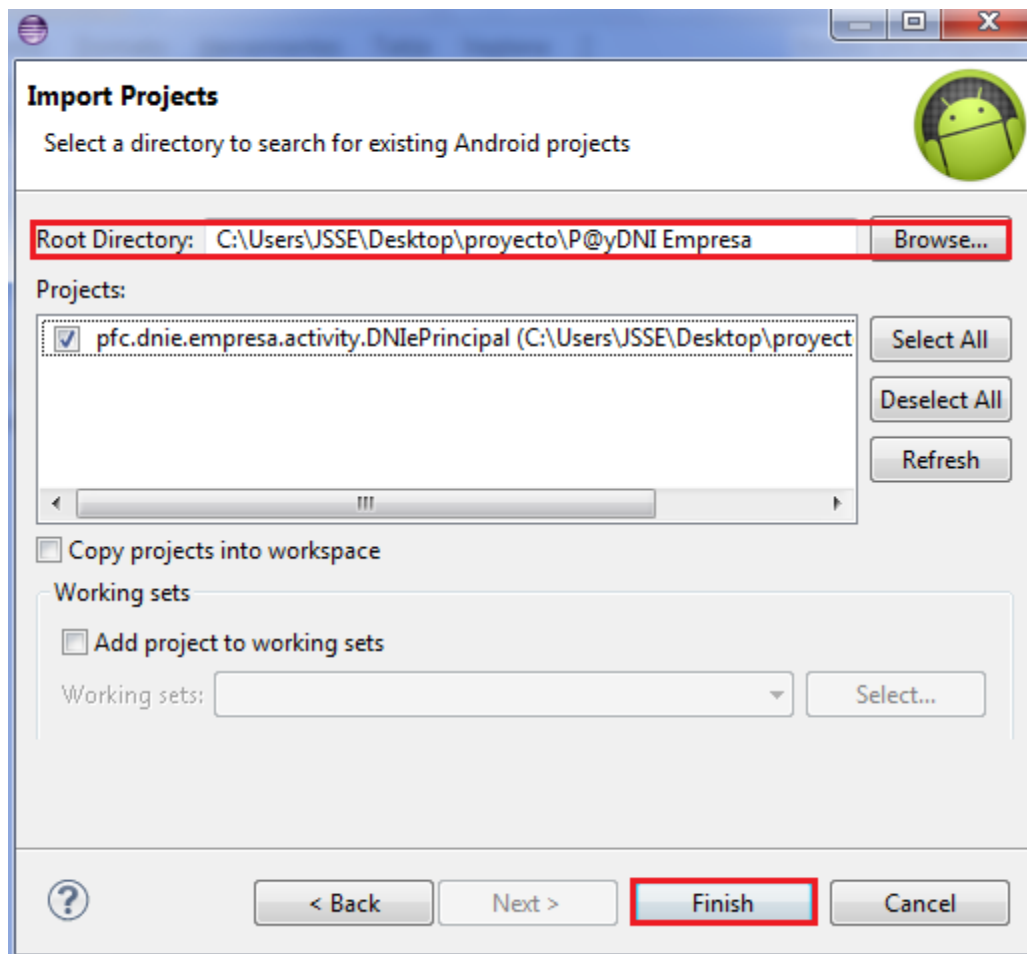 Import Projects
Select a directory to search for existing Android projects
Root Directory: C:\Users\JSSE\Desktop\proyecto\P@yDNI Empresa Browse...
Projects:
pfc.dnie.empresa.activity.DNIePrincipal (C:\Users\JSSE\Desktop\proyect
Select All
Deselect All
Refresh
Copy projects into workspace
Working sets
Add project to working sets
Working sets: Select...
< Back Next > Finish Cancel